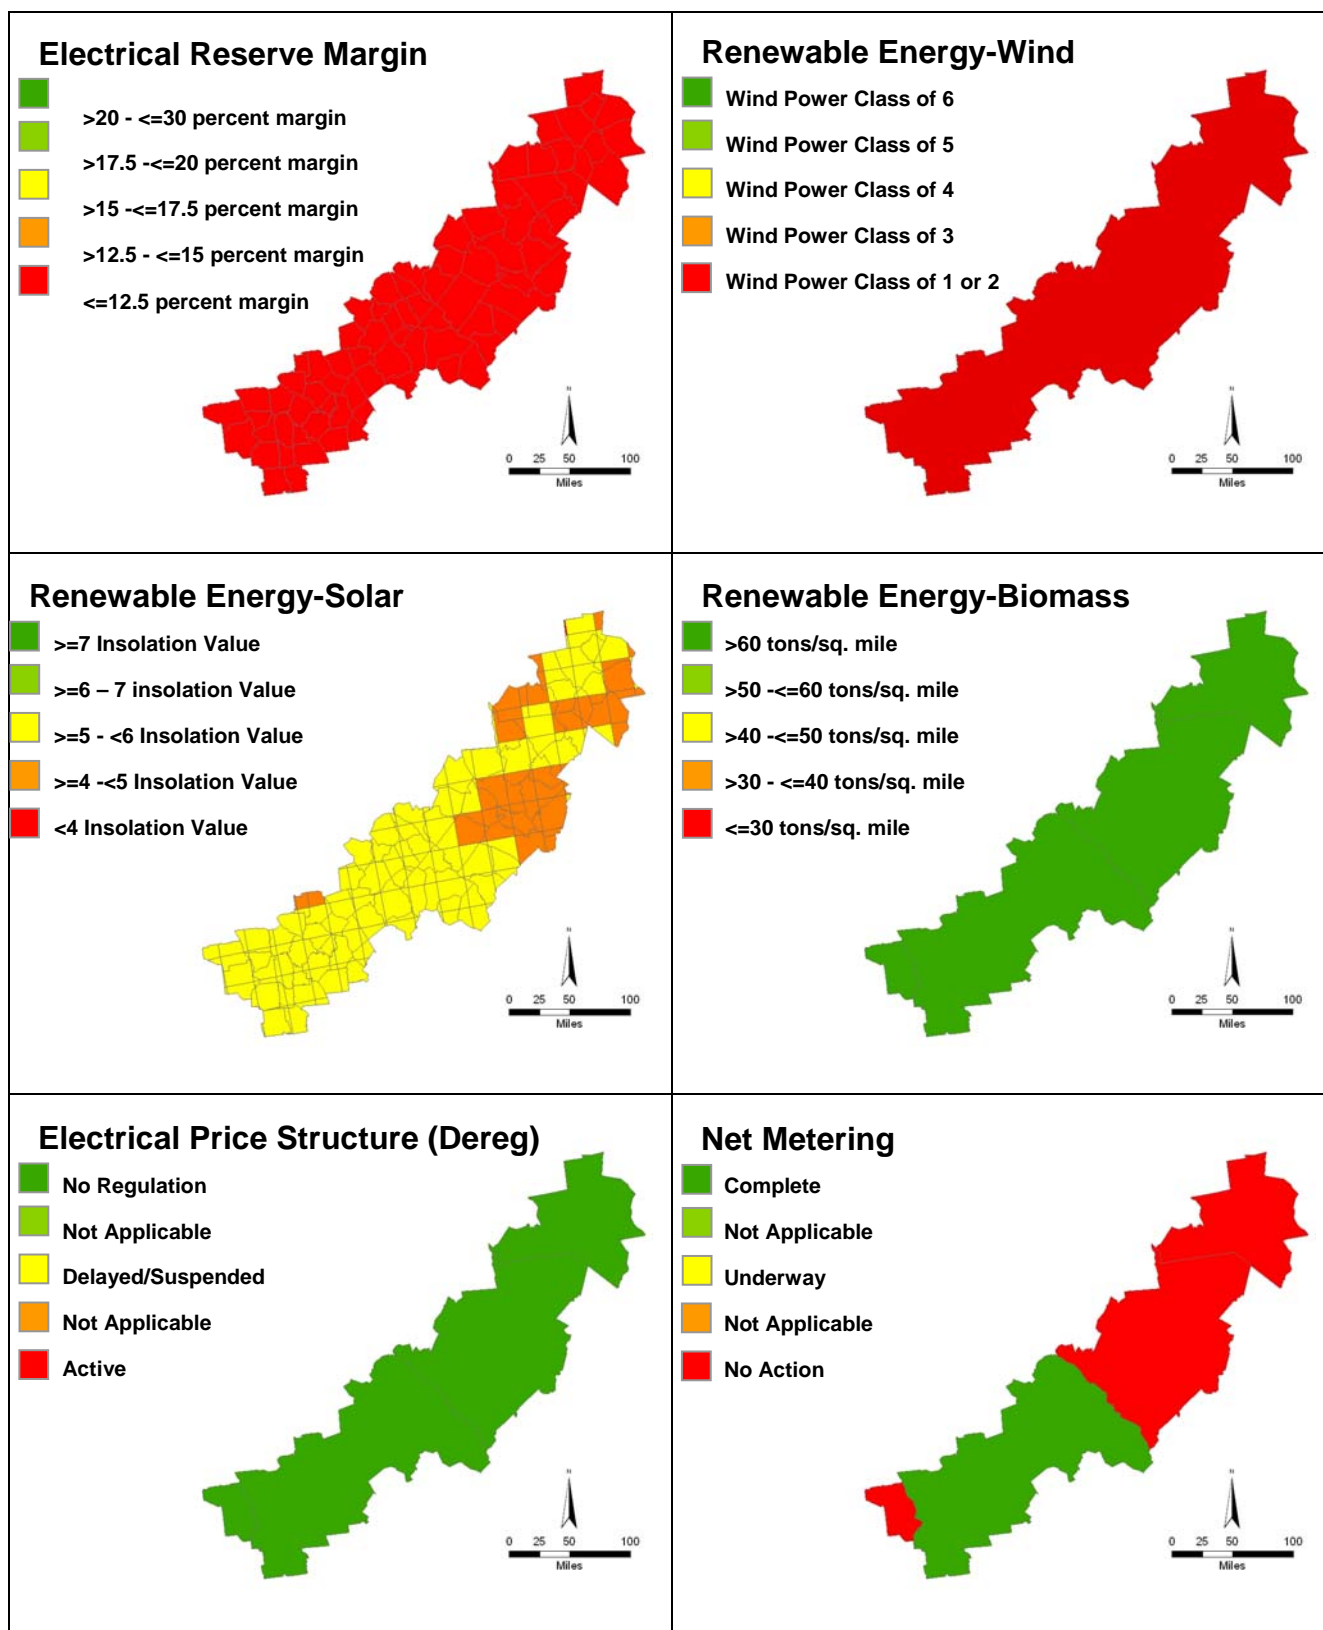 Electrical Reserve Margin
>20 - <=30 percent margin
>17.5 -<=20 percent margin
>15 -<=17.5 percent margin
>12.5 - <=15 percent margin
<=12.5 percent margin
N
0 25 50 100
Miles
Renewable Energy-Wind
Wind Power Class of 6
Wind Power Class of 5
Wind Power Class of 4
Wind Power Class of 3
Wind Power Class of 1 or 2
N
0 25 50 100
Miles
Renewable Energy-Solar
>=7 Insolation Value
>=6 – 7 insolation Value
>=5 - <6 Insolation Value
>=4 -<5 Insolation Value
<4 Insolation Value
N
0 25 50 100
Miles
Renewable Energy-Biomass
>60 tons/sq. mile
>50 -<=60 tons/sq. mile
>40 -<=50 tons/sq. mile
>30 - <=40 tons/sq. mile
<=30 tons/sq. mile
N
0 25 50 100
Miles
Electrical Price Structure (Dereg)
No Regulation
Not Applicable
Delayed/Suspended
Not Applicable
Active
N
0 25 50 100
Miles
Net Metering
Complete
Not Applicable
Underway
Not Applicable
No Action
N
0 25 50 100
Miles